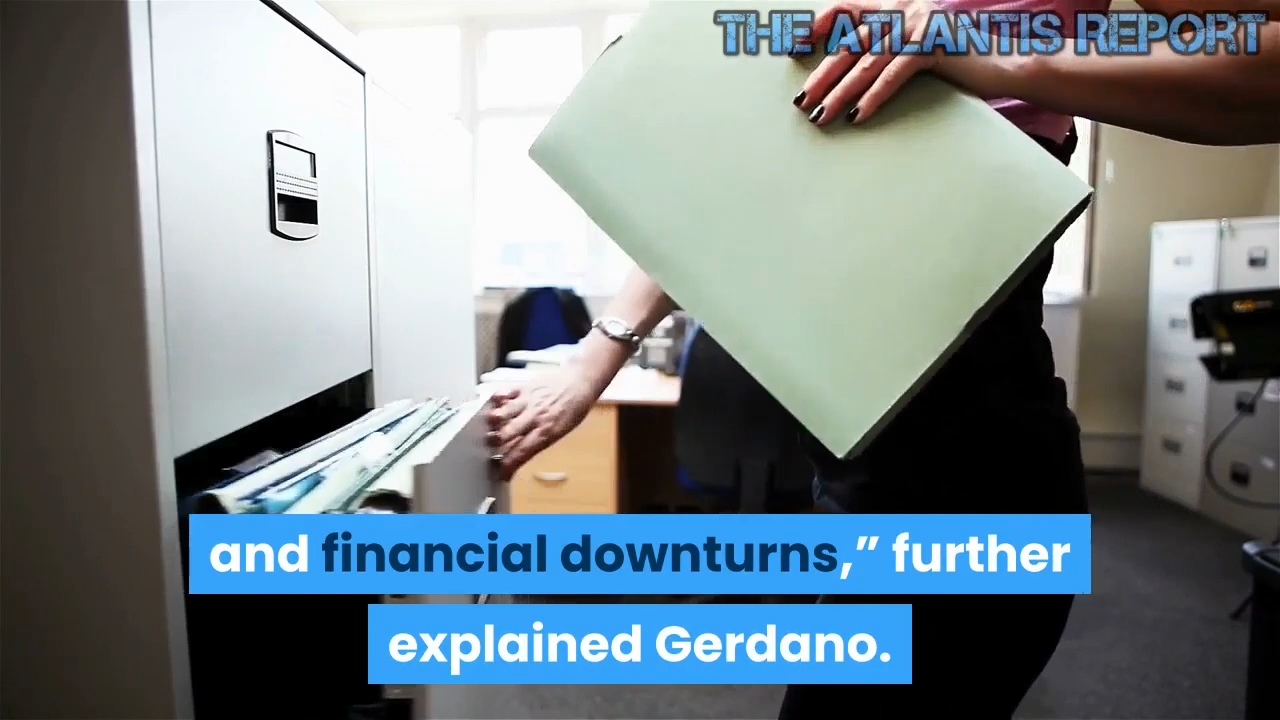 THE ATLANTIS REPORT
and financial downturns,” further
explained Gerdano.